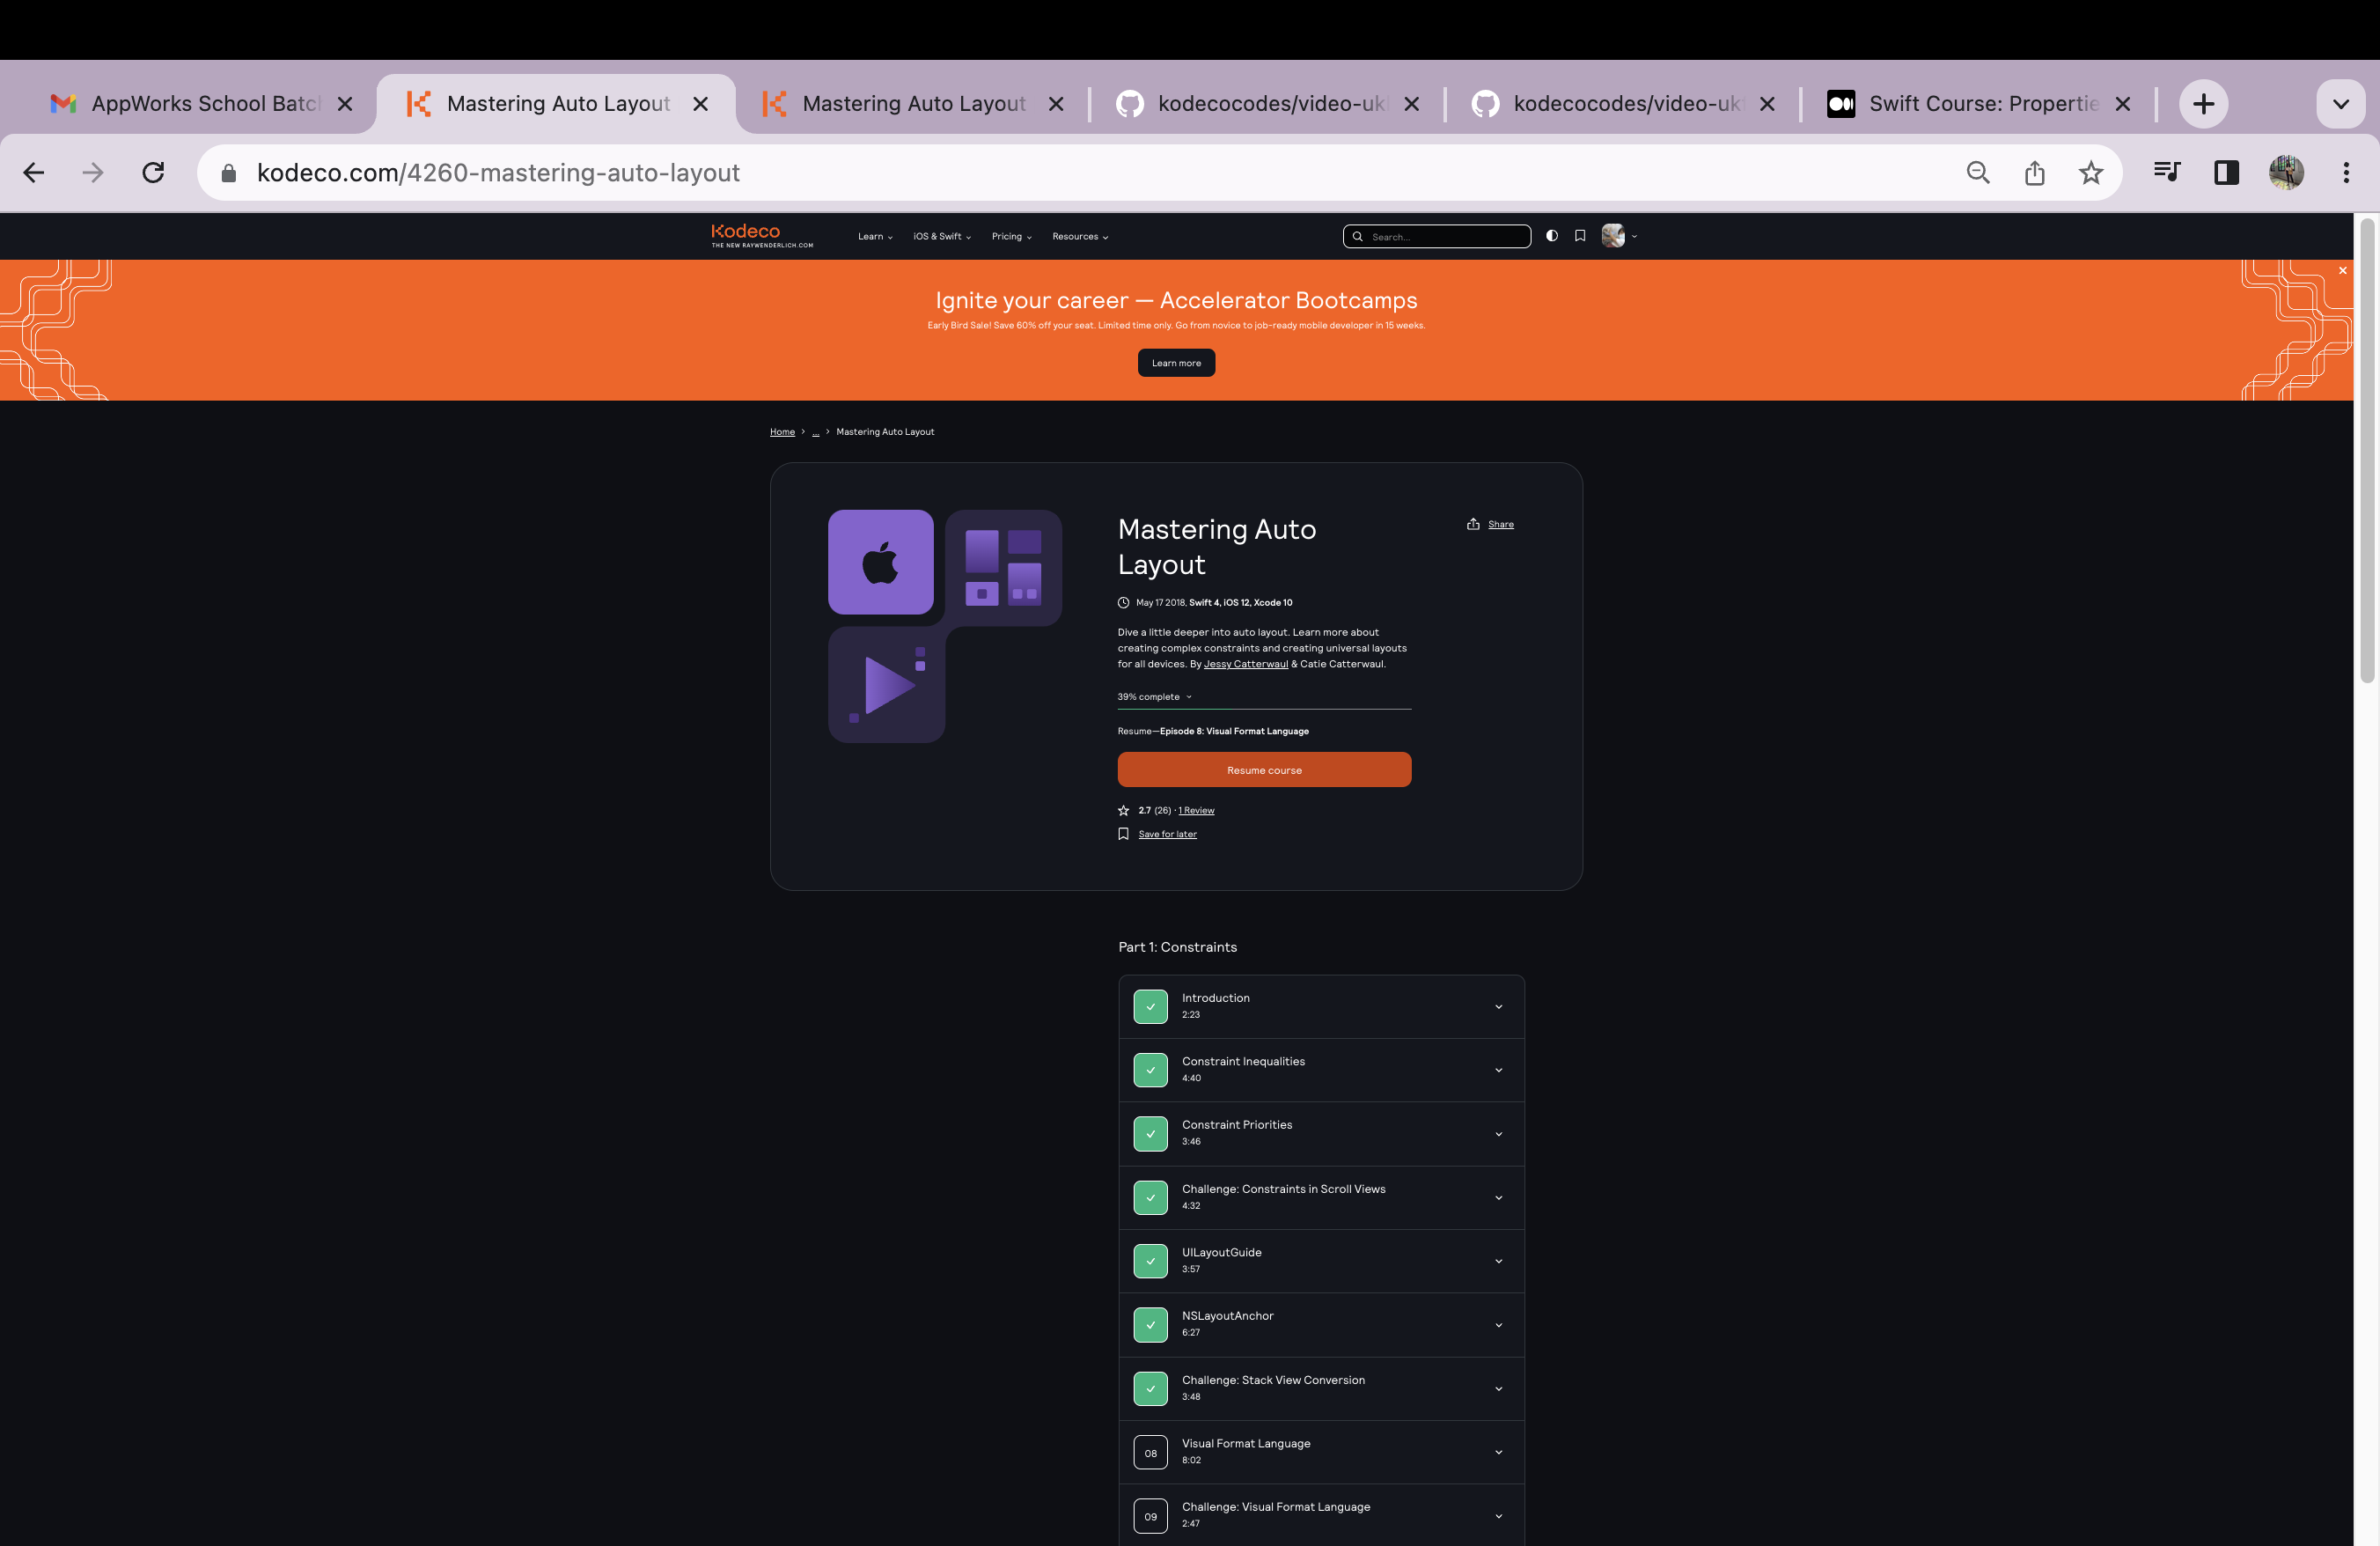 AppWorks School Batc
Mastering Auto Layout
Mastering Auto Layout
kodecocodes/video-uki
kodecocodes/video-uki
Swift Course: Propertie
kodeco.com/4260-mastering-auto-layout
Kodeco
THE NEW RAYWENDERLICH.COM
Learn
iOS & Swift
Pricing
Resources
Search...
Ignite your career — Accelerator Bootcamps
Early Bird Sale! Save 60% off your seat. Limited time only. Go from novice to job-ready mobile developer in 15 weeks.
Learn more
Home > ... > Mastering Auto Layout
Mastering Auto
Layout
Share
May 17 2018, Swift 4, iOS 12, Xcode 10
Dive a little deeper into auto layout. Learn more about
creating complex constraints and creating universal layouts
for all devices. By Jessy Catterwaul & Catie Catterwaul.
39% complete
Resume—Episode 8: Visual Format Language
Resume course
2.7 (26) · 1 Review
Save for later
Part 1: Constraints
Introduction
2:23
Constraint Inequalities
4:40
Constraint Priorities
3:46
Challenge: Constraints in Scroll Views
4:32
UILayoutGuide
3:57
NSLayoutAnchor
6:27
Challenge: Stack View Conversion
3:48
08
Visual Format Language
8:02
09
Challenge: Visual Format Language
2:47